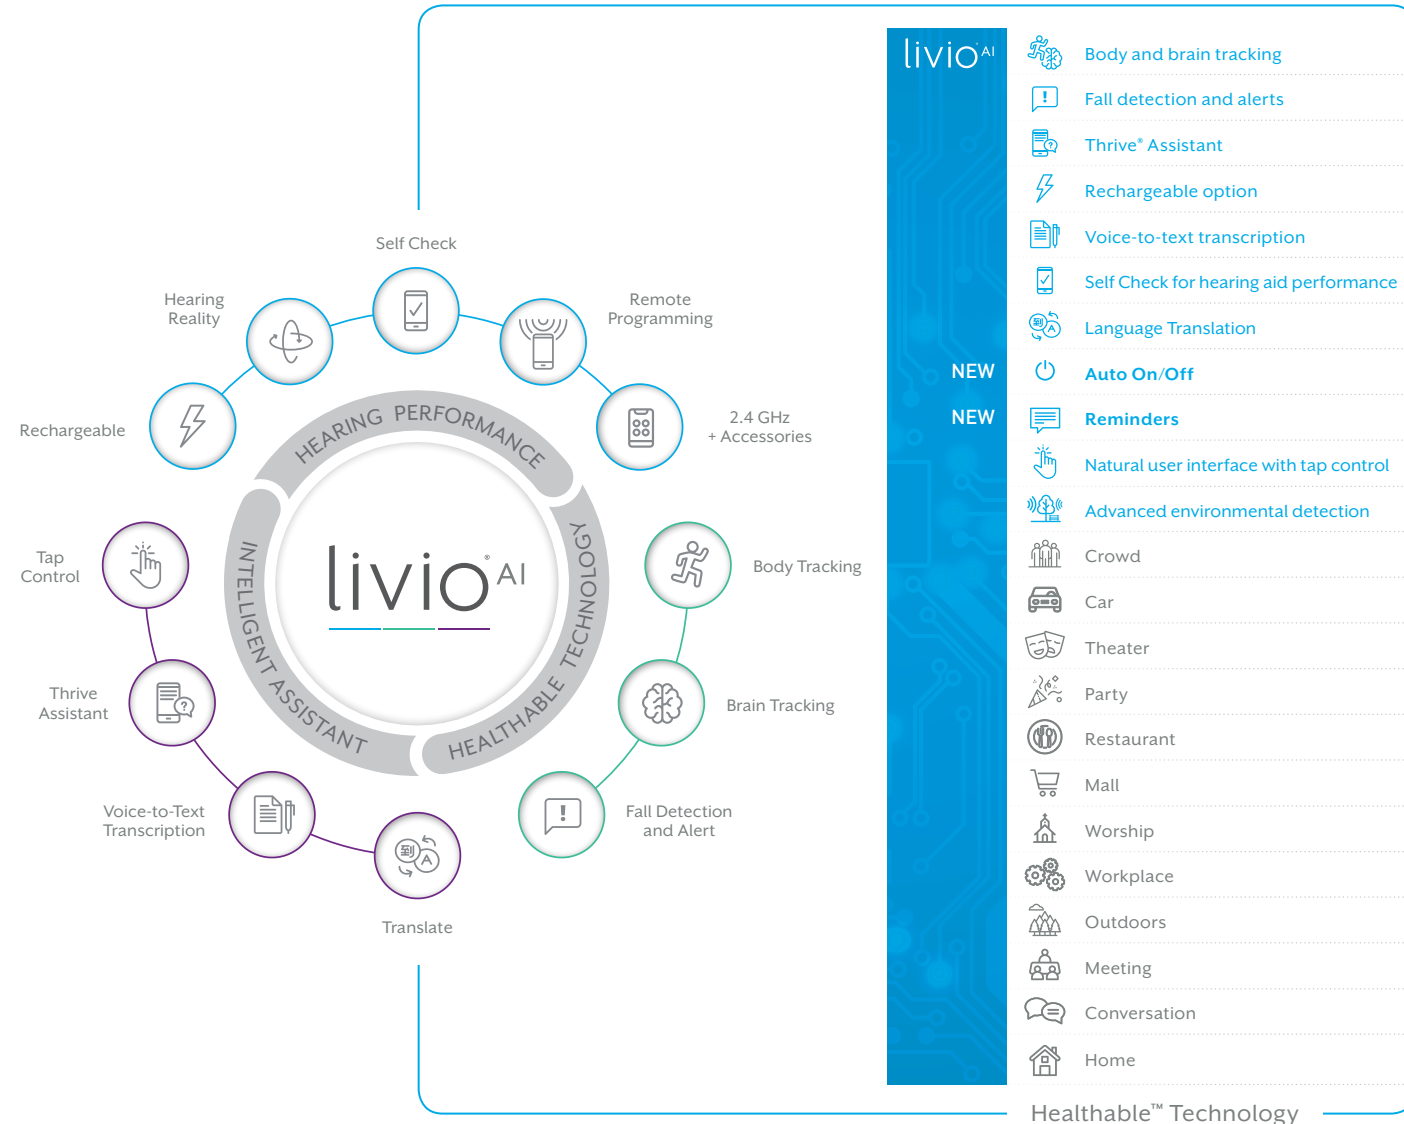 Self Check
Hearing
Reality
Remote
Programming
Rechargeable
2.4 GHz
+ Accessories
HEARING PERFORMANCE
INTELLIGENT ASSISTANT
HEALTHABLE TECHNOLOGY
livio® AI
Tap
Control
Body Tracking
Thrive
Assistant
Brain Tracking
Voice-to-Text
Transcription
Fall Detection
and Alert
到 A
Translate
livio® AI
Body and brain tracking
Fall detection and alerts
Thrive® Assistant
Rechargeable option
Voice-to-text transcription
Self Check for hearing aid performance
到 A
Language Translation
NEW Auto On/Off
NEW Reminders
Natural user interface with tap control
Advanced environmental detection
Crowd
Car
Theater
Party
Restaurant
Mall
Worship
Workplace
Outdoors
Meeting
Conversation
Home
Healthable™ Technology